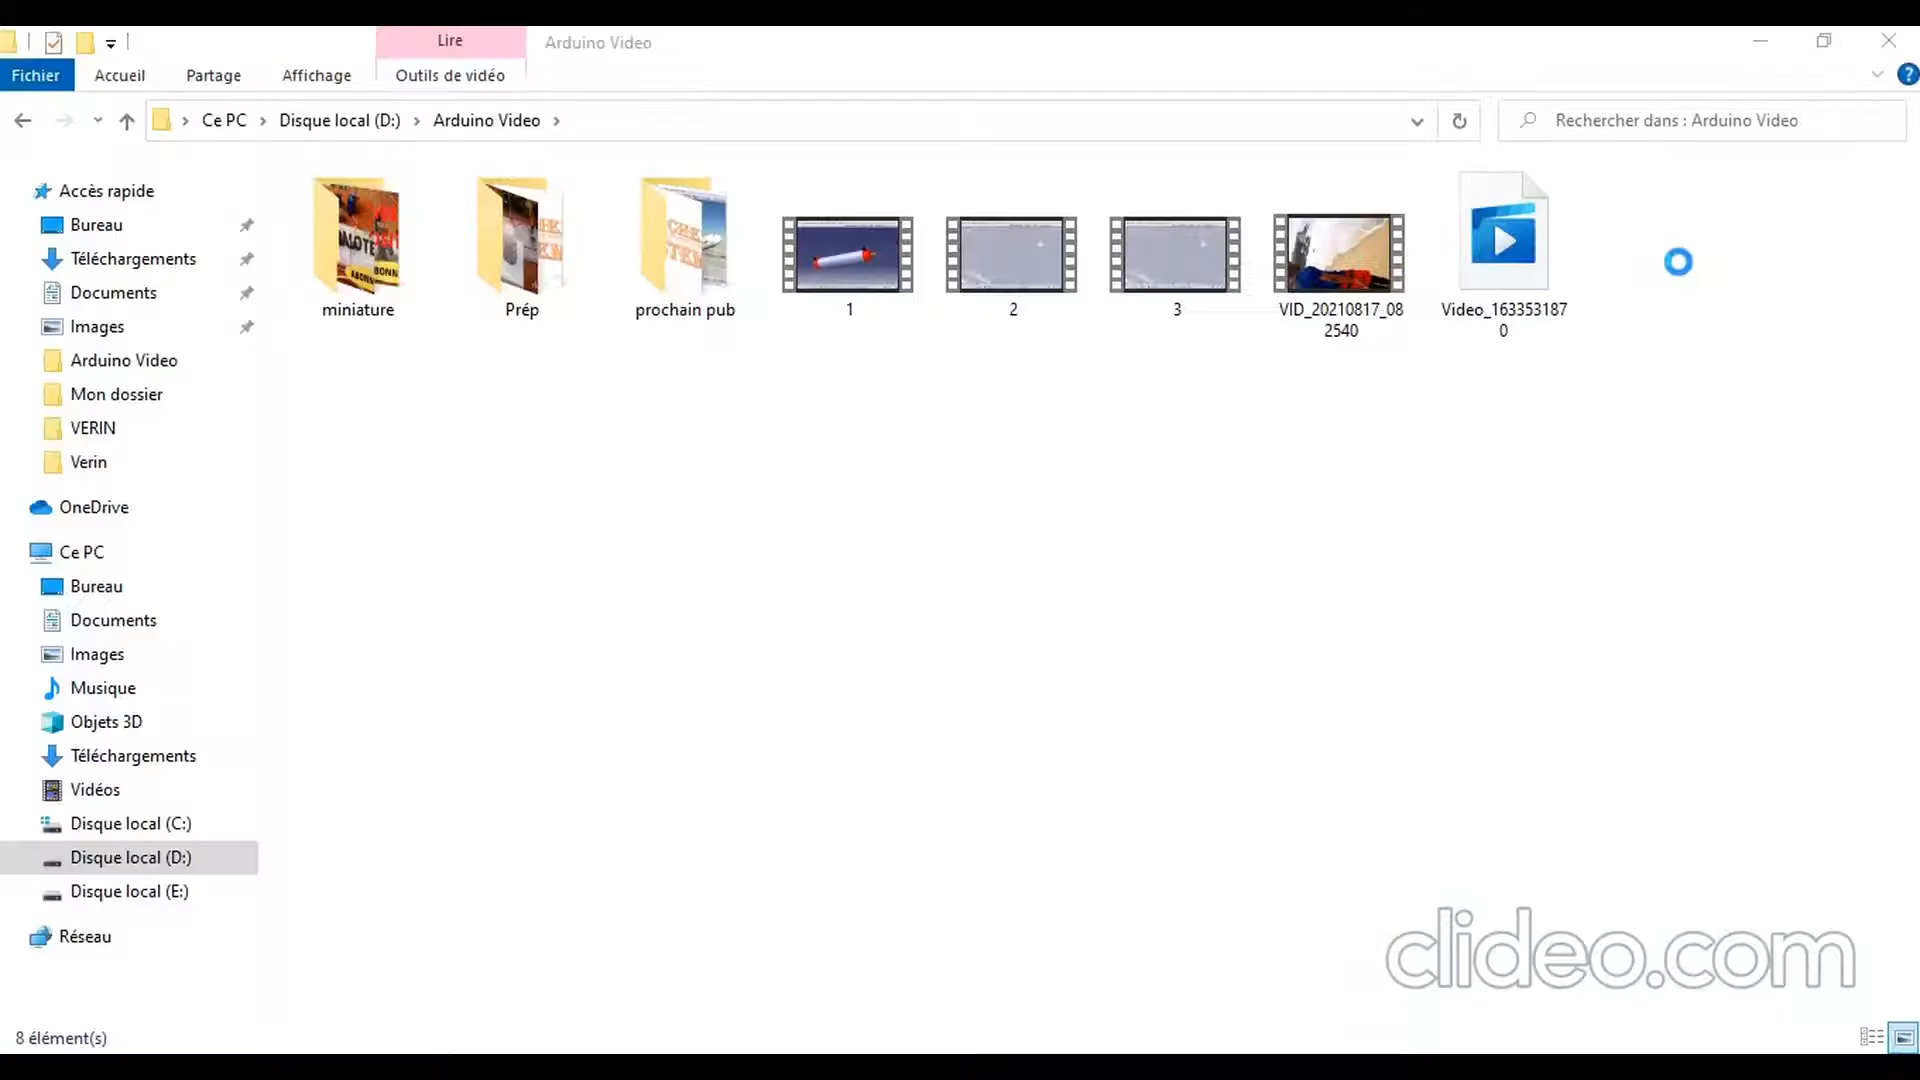 Lire
Arduino Video
Fichier
Accueil
Partage
Affichage
Outils de vidéo
?
Ce PC
Disque local (D:)
Arduino Video
Rechercher dans : Arduino Video
Accès rapide
Bureau
Téléchargements
Documents
Images
Arduino Video
Mon dossier
VERIN
Verin
OneDrive
Ce PC
Bureau
Documents
Images
Musique
Objets 3D
Téléchargements
Vidéos
Disque local (C:)
Disque local (D:)
Disque local (E:)
Réseau
miniature
Prép
prochain pub
1
2
3
VID_20210817_08
2540
Video_163353187
0
clideo.com
8 élément(s)